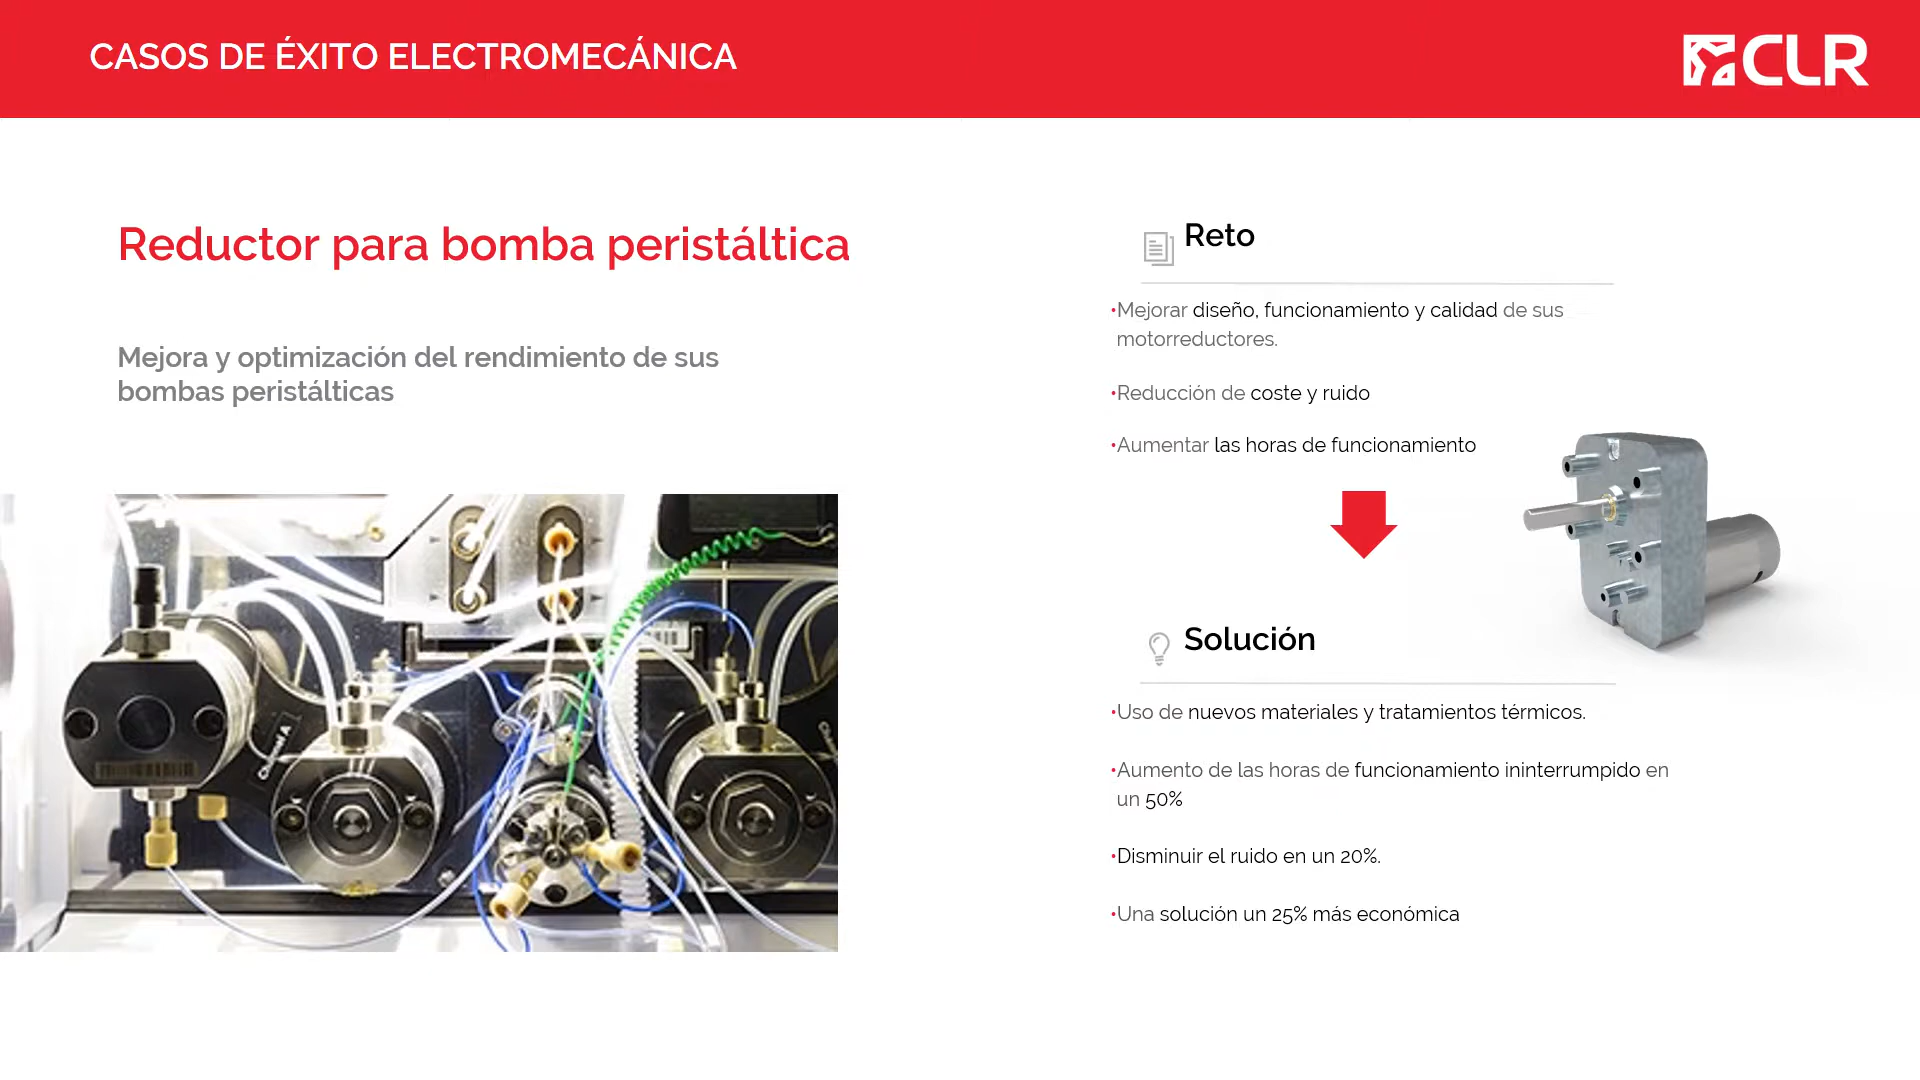 CASOS DE ÉXITO ELECTROMECÁNICA
CLR
Reductor para bomba peristáltica
Mejora y optimización del rendimiento de sus
bombas peristálticas
Channel A
Reto
•Mejorar diseño, funcionamiento y calidad de sus
motorreductores.
•Reducción de coste y ruido
•Aumentar las horas de funcionamiento
Solución
•Uso de nuevos materiales y tratamientos térmicos.
•Aumento de las horas de funcionamiento ininterrumpido en
un 50%
•Disminuir el ruido en un 20%.
•Una solución un 25% más económica